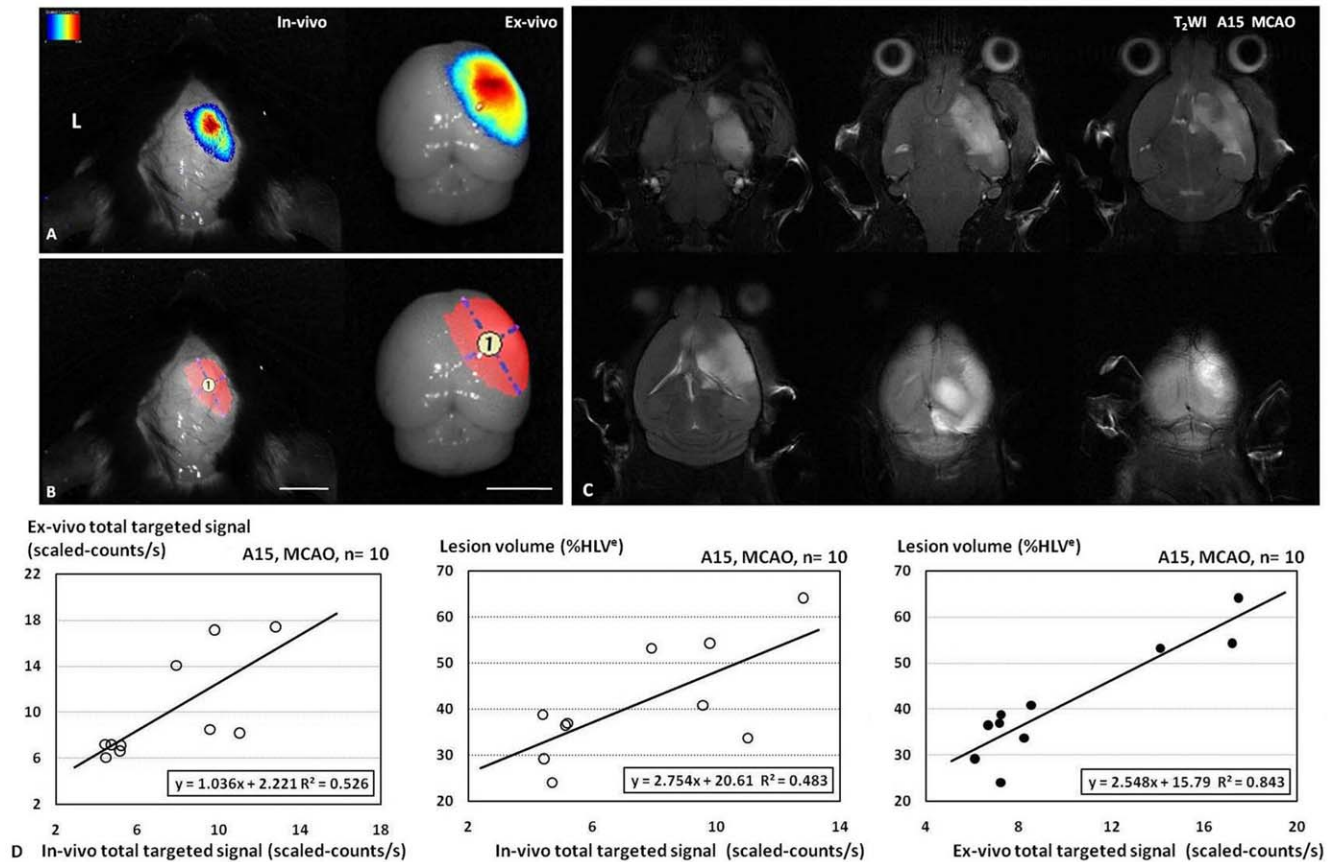 In-vivo
Ex-vivo
L
A
1
1
B
T₂WI A15 MCAO
C
Ex-vivo total targeted signal
(scaled-counts/s)
A15, MCAO, n= 10
22
18
14
10
6
2
y = 1.036x + 2.221 R² = 0.526
2 6 10 14 18
D In-vivo total targeted signal (scaled-counts/s)
Lesion volume (%HLVᵉ)
A15, MCAO, n= 10
70
60
50
40
30
20
y = 2.754x + 20.61 R² = 0.483
2 6 10 14
In-vivo total targeted signal (scaled-counts/s)
Lesion volume (%HLVᵉ)
A15, MCAO, n= 10
70
60
50
40
30
20
y = 2.548x + 15.79 R² = 0.843
4 8 12 16 20
Ex-vivo total targeted signal (scaled-counts/s)